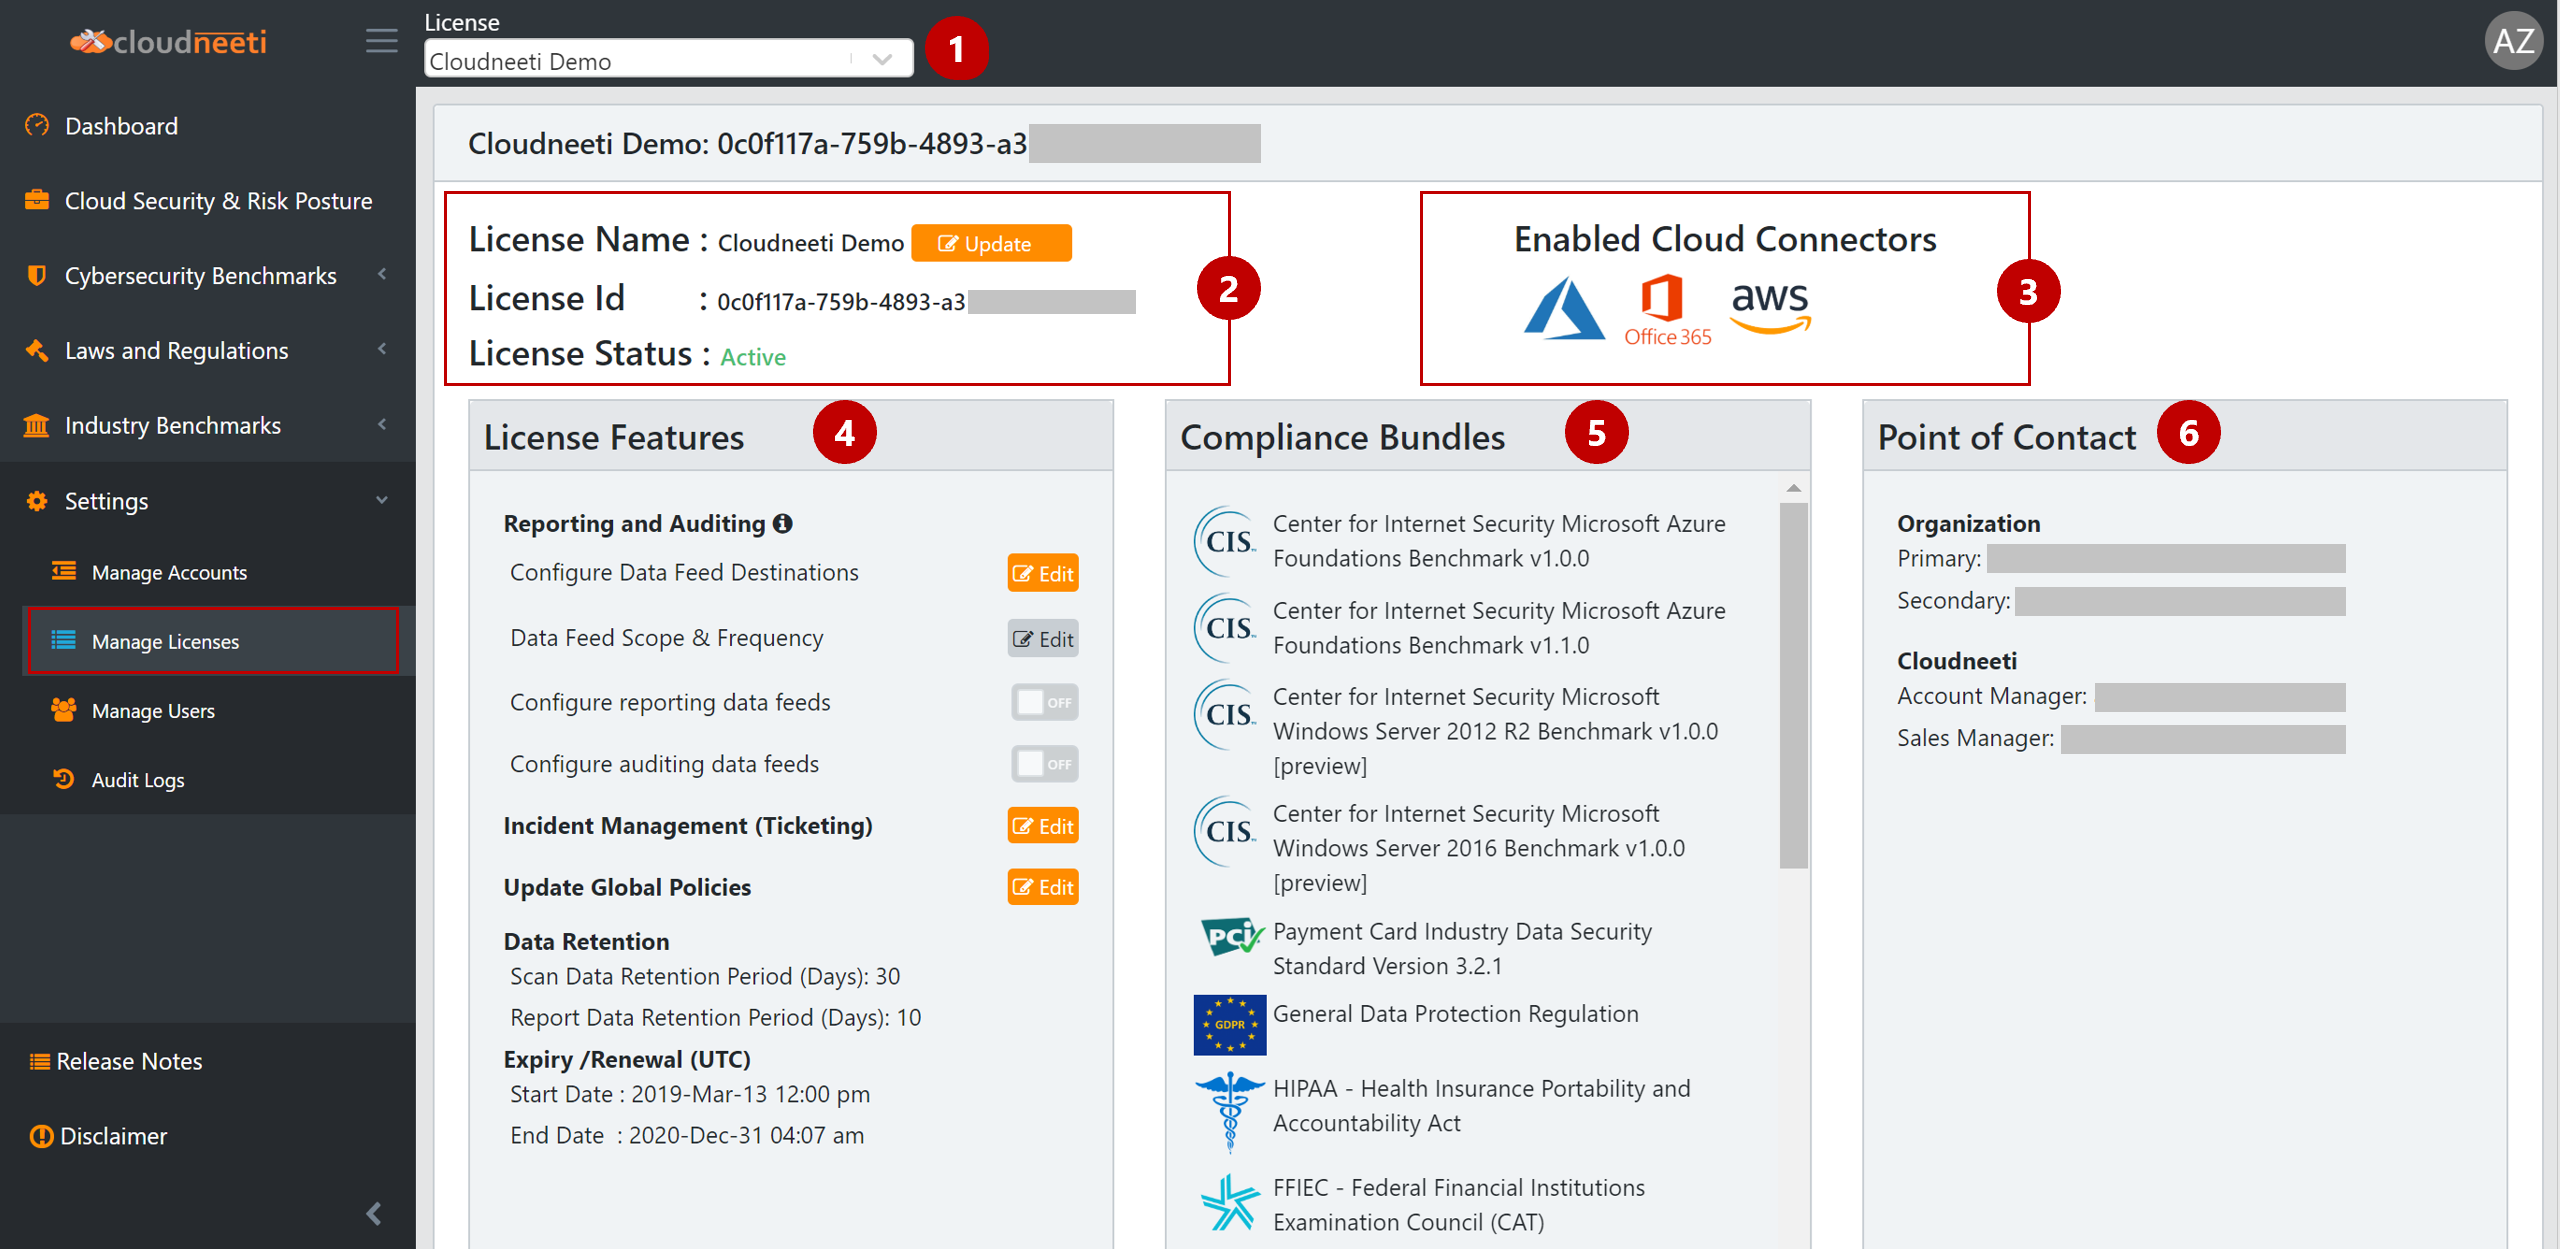 cloudneeti
License
Cloudneeti Demo
1
AZ
Dashboard
Cloud Security & Risk Posture
Cybersecurity Benchmarks
Laws and Regulations
Industry Benchmarks
Settings
Manage Accounts
Manage Licenses
Manage Users
Audit Logs
Release Notes
Disclaimer
Cloudneeti Demo: 0c0f117a-759b-4893-a3
License Name : Cloudneeti Demo Update
License Id : 0c0f117a-759b-4893-a3
License Status : Active
2
Enabled Cloud Connectors
Office 365
aws
3
License Features
4
Reporting and Auditing
Configure Data Feed Destinations Edit
Data Feed Scope & Frequency Edit
Configure reporting data feeds OFF
Configure auditing data feeds OFF
Incident Management (Ticketing) Edit
Update Global Policies Edit
Data Retention
Scan Data Retention Period (Days): 30
Report Data Retention Period (Days): 10
Expiry /Renewal (UTC)
Start Date : 2019-Mar-13 12:00 pm
End Date : 2020-Dec-31 04:07 am
Compliance Bundles
5
CIS
Center for Internet Security Microsoft Azure
Foundations Benchmark v1.0.0
CIS
Center for Internet Security Microsoft Azure
Foundations Benchmark v1.1.0
CIS
Center for Internet Security Microsoft
Windows Server 2012 R2 Benchmark v1.0.0
[preview]
CIS
Center for Internet Security Microsoft
Windows Server 2016 Benchmark v1.0.0
[preview]
PCi
Payment Card Industry Data Security
Standard Version 3.2.1
GDPR
General Data Protection Regulation
HIPAA - Health Insurance Portability and
Accountability Act
FFIEC - Federal Financial Institutions
Examination Council (CAT)
Point of Contact
6
Organization
Primary:
Secondary:
Cloudneeti
Account Manager:
Sales Manager: